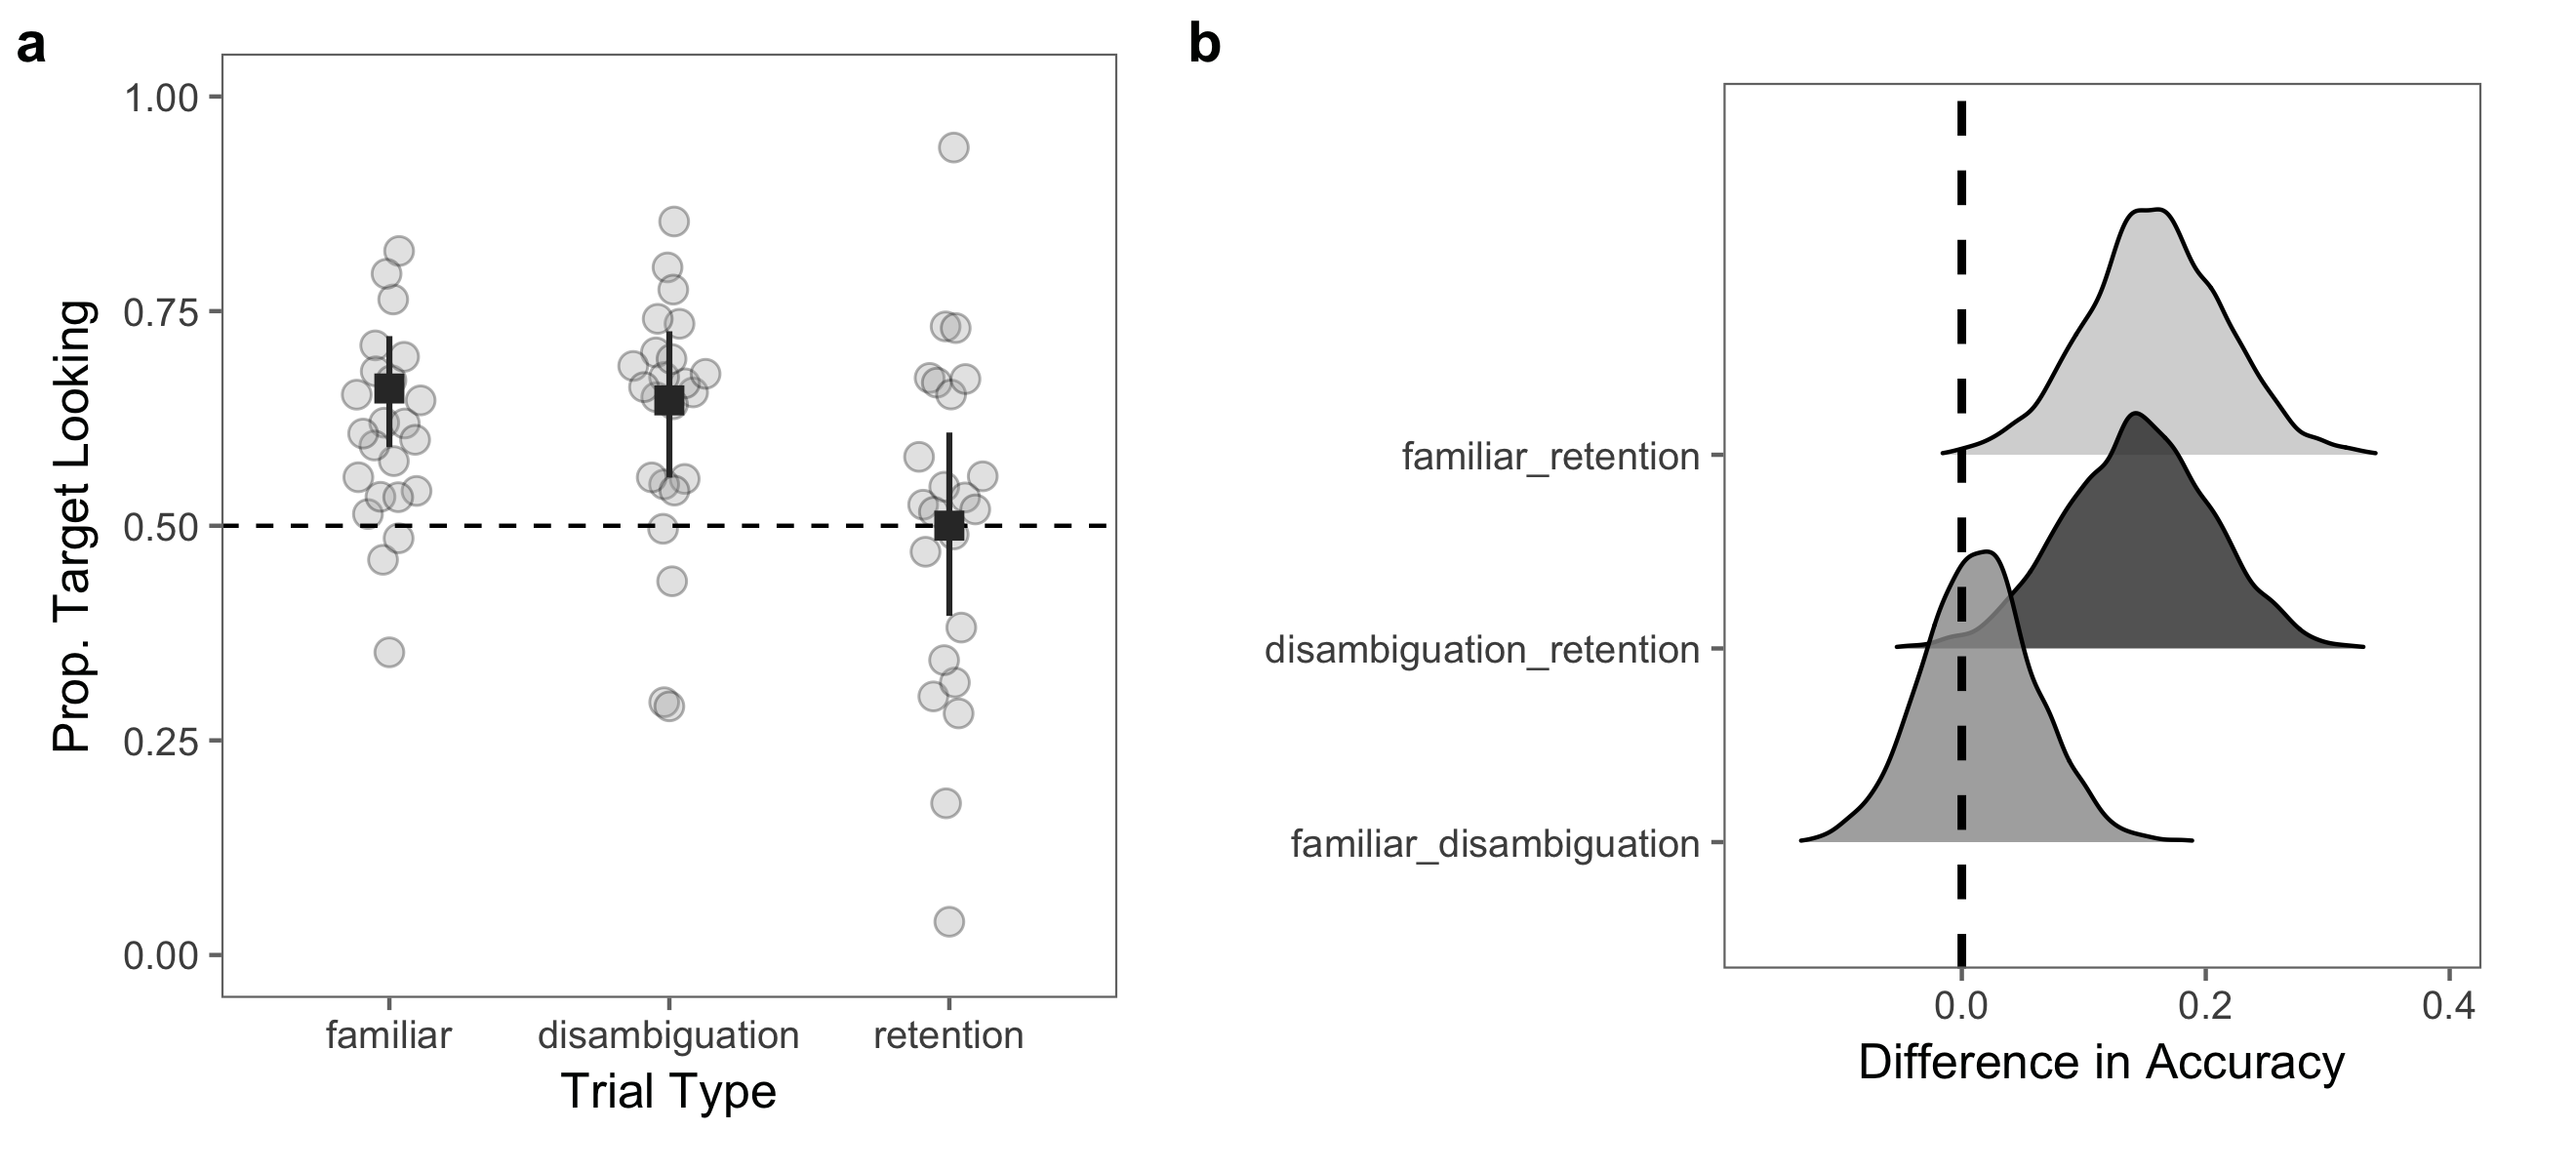 a
Prop. Target Looking
1.00
0.75
0.50
0.25
0.00
familiar
disambiguation
retention
Trial Type
b
familiar_retention
disambiguation_retention
familiar_disambiguation
0.0
0.2
0.4
Difference in Accuracy